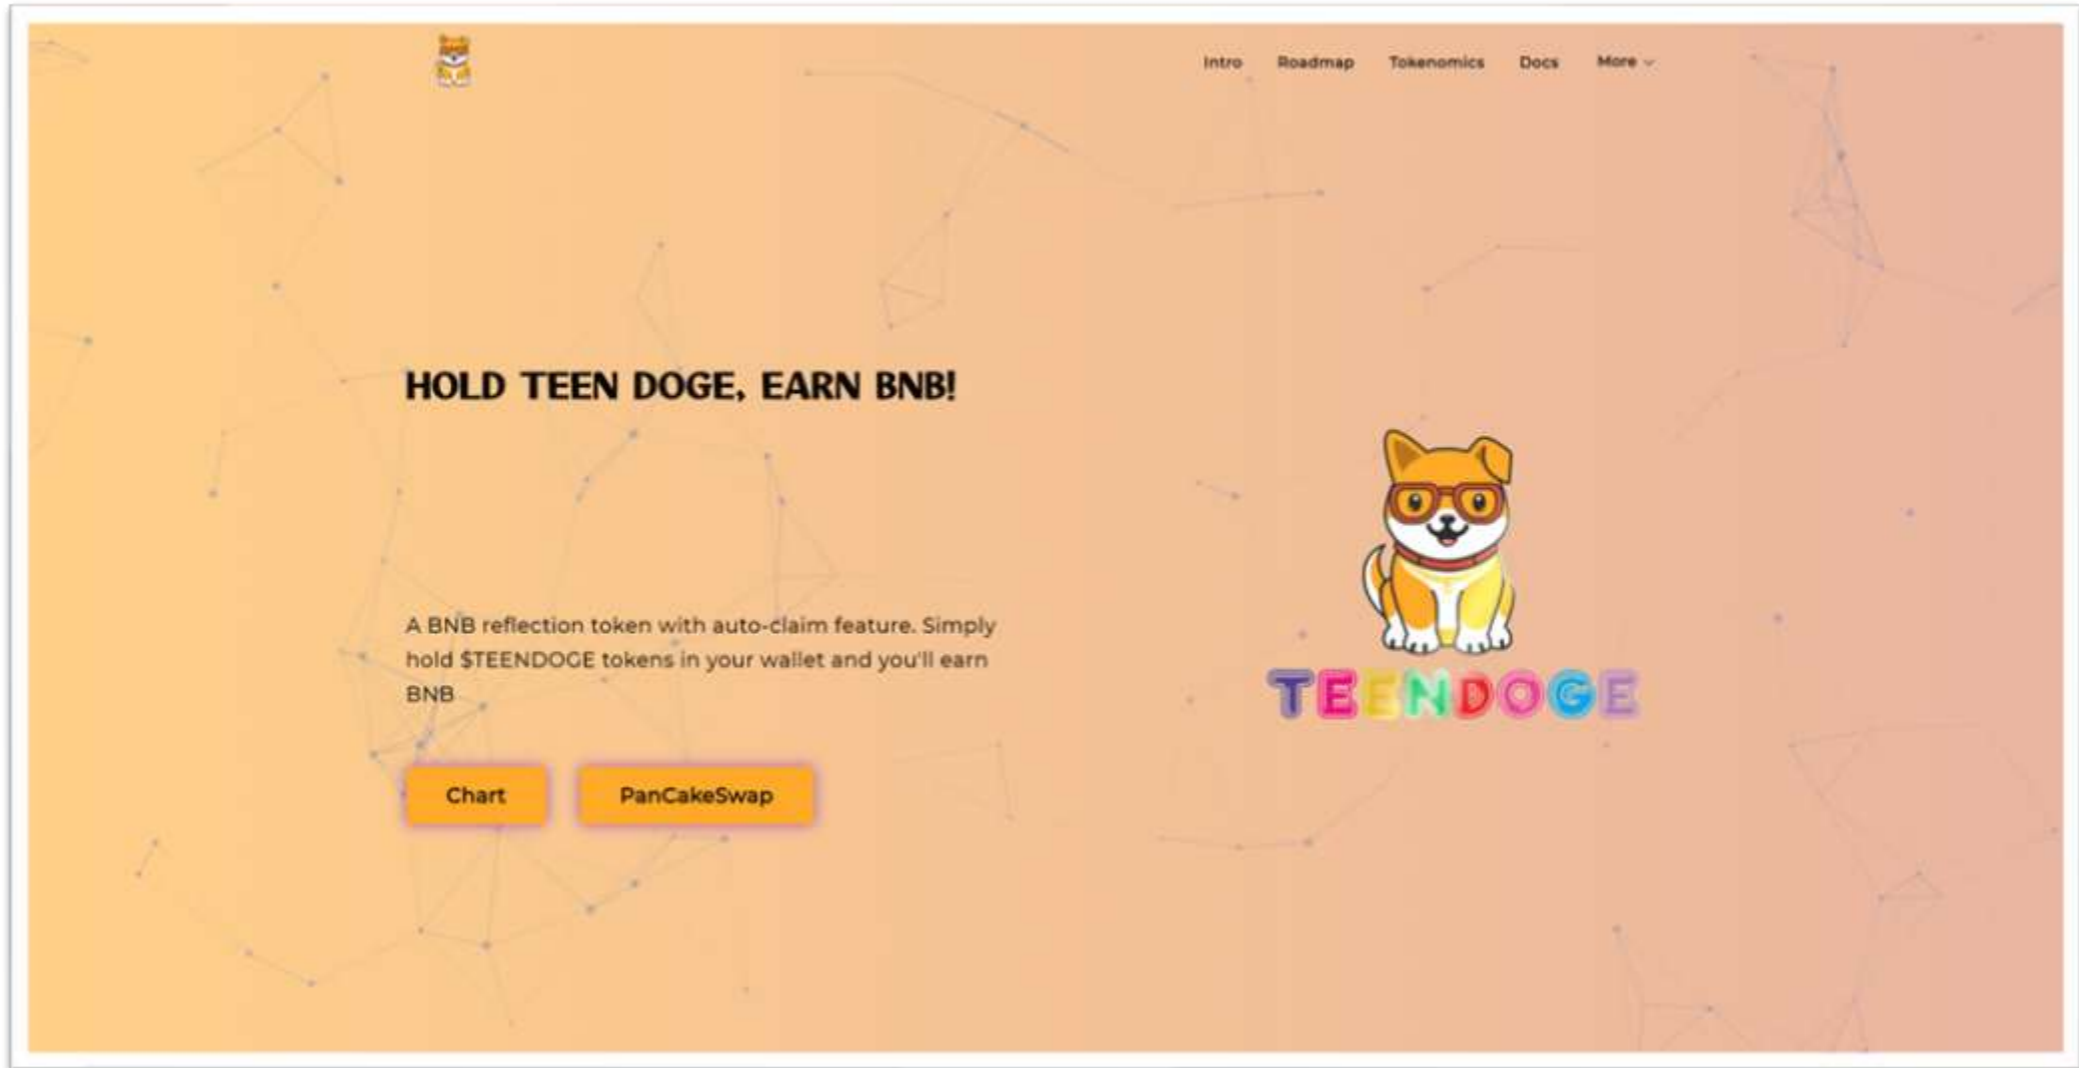 Intro Roadmap Tokenomics Docs More
HOLD TEEN DOGE, EARN BNB!
A BNB reflection token with auto-claim feature. Simply
hold $TEENDOGE tokens in your wallet and you'll earn
BNB
TEENDOGE
Chart PanCakeSwap